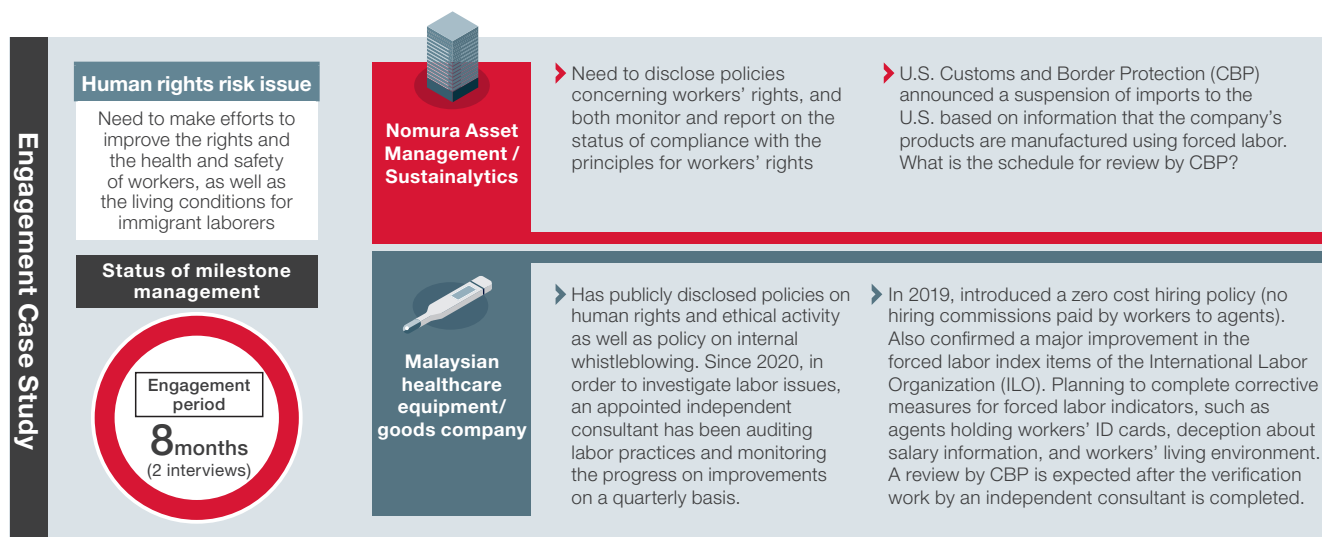 Engagement Case Study
Human rights risk issue
Need to make efforts to
improve the rights and
the health and safety
of workers, as well as
the living conditions for
immigrant laborers
Status of milestone
management
Engagement
period
8months
(2 interviews)
Nomura Asset
Management /
Sustainalytics
Need to disclose policies
concerning workers' rights, and
both monitor and report on the
status of compliance with the
principles for workers' rights
U.S. Customs and Border Protection (CBP)
announced a suspension of imports to the
U.S. based on information that the company's
products are manufactured using forced labor.
What is the schedule for review by CBP?
Malaysian
healthcare
equipment/
goods company
Has publicly disclosed policies on
human rights and ethical activity
as well as policy on internal
whistleblowing. Since 2020, in
order to investigate labor issues,
an appointed independent
consultant has been auditing
labor practices and monitoring
the progress on improvements
on a quarterly basis.
In 2019, introduced a zero cost hiring policy (no
hiring commissions paid by workers to agents).
Also confirmed a major improvement in the
forced labor index items of the International Labor
Organization (ILO). Planning to complete corrective
measures for forced labor indicators, such as
agents holding workers' ID cards, deception about
salary information, and workers' living environment.
A review by CBP is expected after the verification
work by an independent consultant is completed.